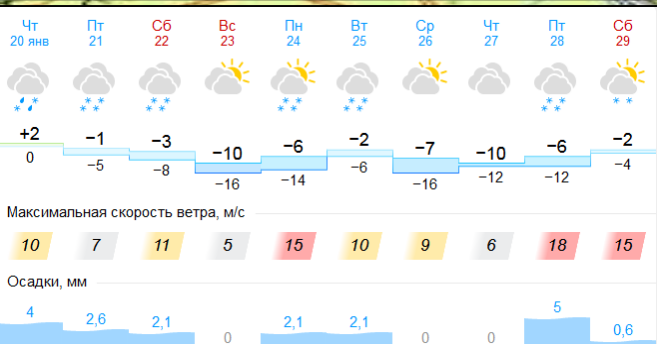 Чт Пт Сб Вс Пн Вт Ср Чт Пт Сб
20 янв 21 22 23 24 25 26 27 28 29
+2 −1 −3 −10 −6 −2 −7 −10 −6 −2
0 −5 −8 −16 −14 −6 −16 −12 −12 −4
Максимальная скорость ветра, м/с
10 7 11 5 15 10 9 6 18 15
Осадки, мм
4 2,6 2,1 0 2,1 2,1 0 0 5 0,6